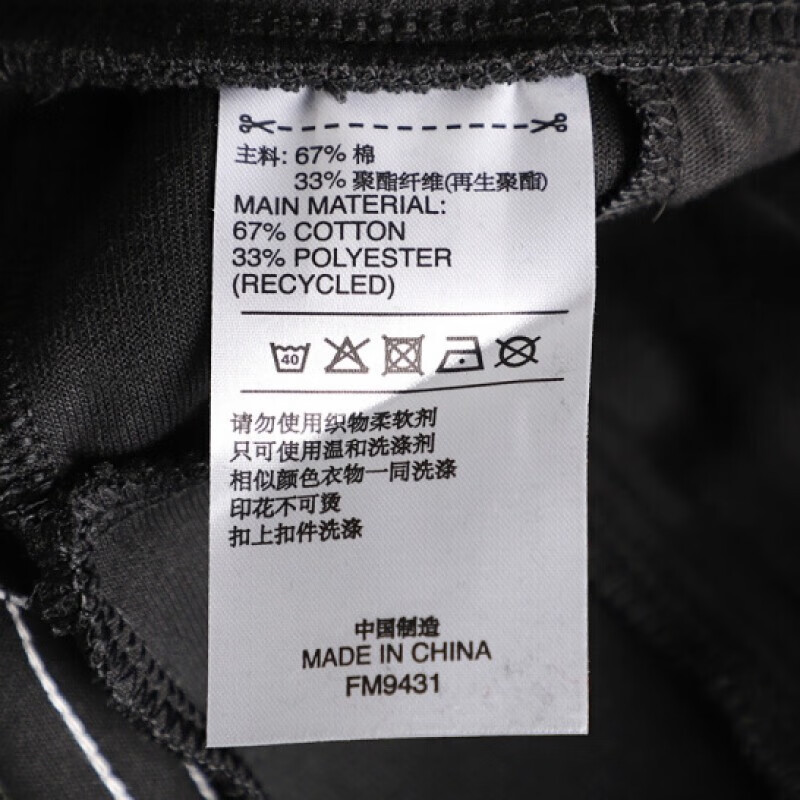 主料: 67% 棉
33% 聚酯纤维(再生聚酯)
MAIN MATERIAL:
67% COTTON
33% POLYESTER
(RECYCLED)
40
请勿使用织物柔软剂
只可使用温和洗涤剂
相似颜色衣物一同洗涤
印花不可烫
扣上扣件洗涤
中国制造
MADE IN CHINA
FM9431